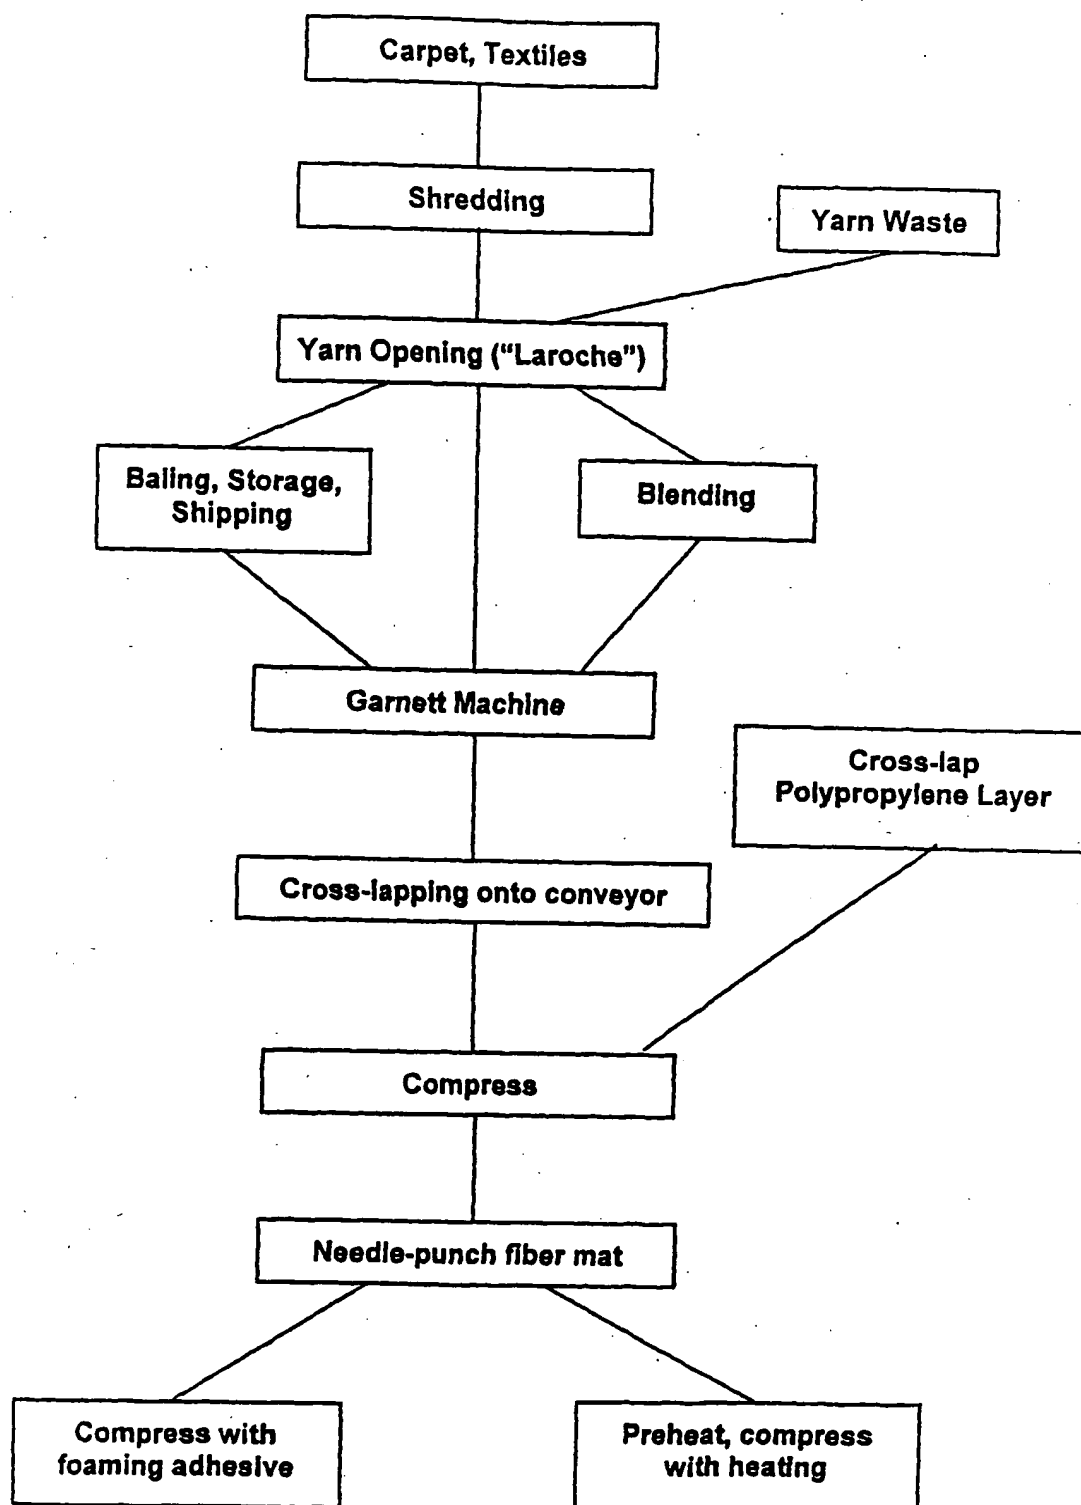 Carpet, Textiles
Shredding
Yarn Waste
Yarn Opening (“Laroche”)
Baling, Storage,
Shipping
Blending
Garnett Machine
Cross-lap
Polypropylene Layer
Cross-lapping onto conveyor
Compress
Needle-punch fiber mat
Compress with
foaming adhesive
Preheat, compress
with heating